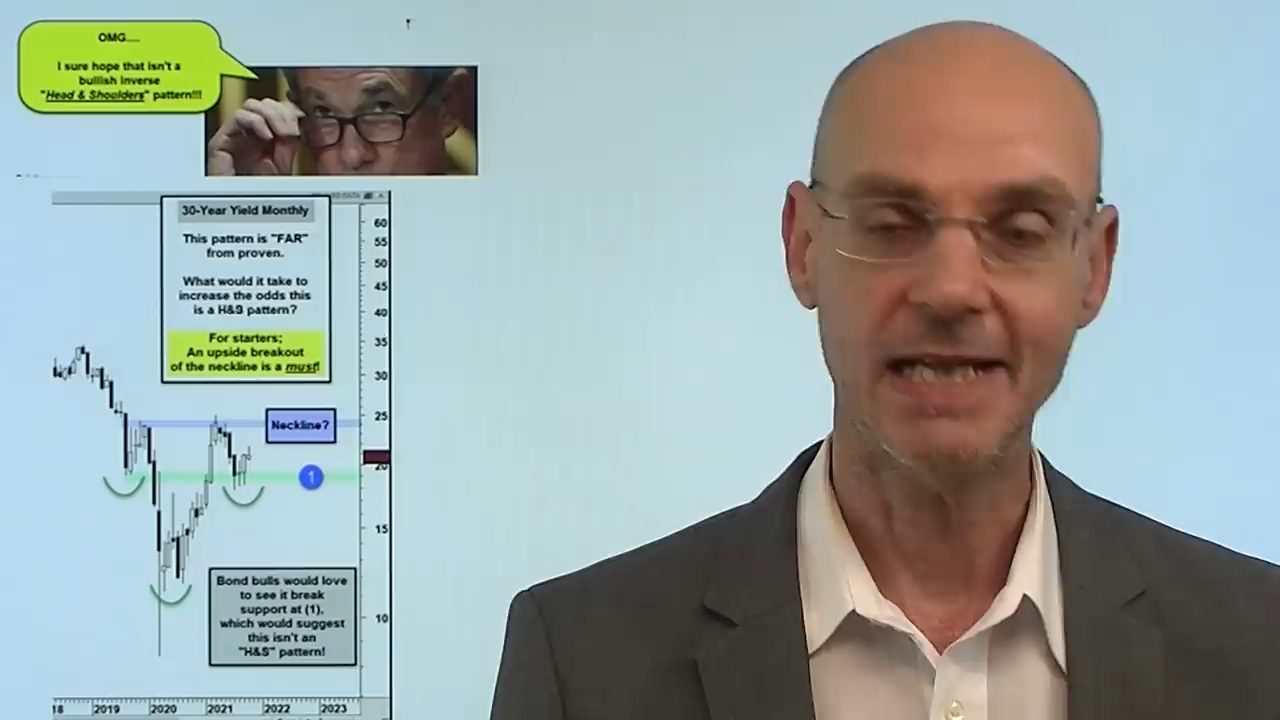 OMG....
I sure hope that isn't a
bullish inverse
"Head & Shoulders" pattern!!!
30-Year Yield Monthly
This pattern is "FAR"
from proven.
What would it take to
increase the odds this
is a H&S pattern?
For starters;
An upside breakout
of the neckline is a must!
60
55
50
45
40
35
30
25
Neckline?
20
1
15
Bond bulls would love
to see it break
support at (1),
which would suggest
this isn't an
"H&S" pattern!
10
18 2019 2020 2021 2022 2023